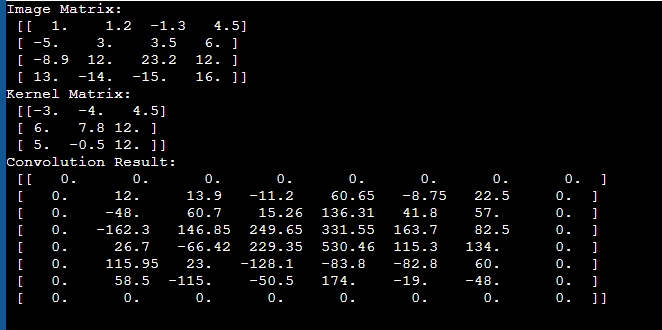 Image Matrix:
[[ 1. 1.2 -1.3 4.5]
[ -5. 3. 3.5 6. ]
[ -8.9 12. 23.2 12. ]
[ 13. -14. -15. 16. ]]
Kernel Matrix:
[[-3. -4. 4.5]
[ 6. 7.8 12. ]
[ 5. -0.5 12. ]]
Convolution Result:
[[ 0. 0. 0. 0. 0. 0. 0. 0. ]
[ 0. 12. 13.9 -11.2 60.65 -8.75 22.5 0. ]
[ 0. -48. 60.7 15.26 136.31 41.8 57. 0. ]
[ 0. -162.3 146.85 249.65 331.55 163.7 82.5 0. ]
[ 0. 26.7 -66.42 229.35 530.46 115.3 134. 0. ]
[ 0. 115.95 23. -128.1 -83.8 -82.8 60. 0. ]
[ 0. 58.5 -115. -50.5 174. -19. -48. 0. ]
[ 0. 0. 0. 0. 0. 0. 0. 0. ]]